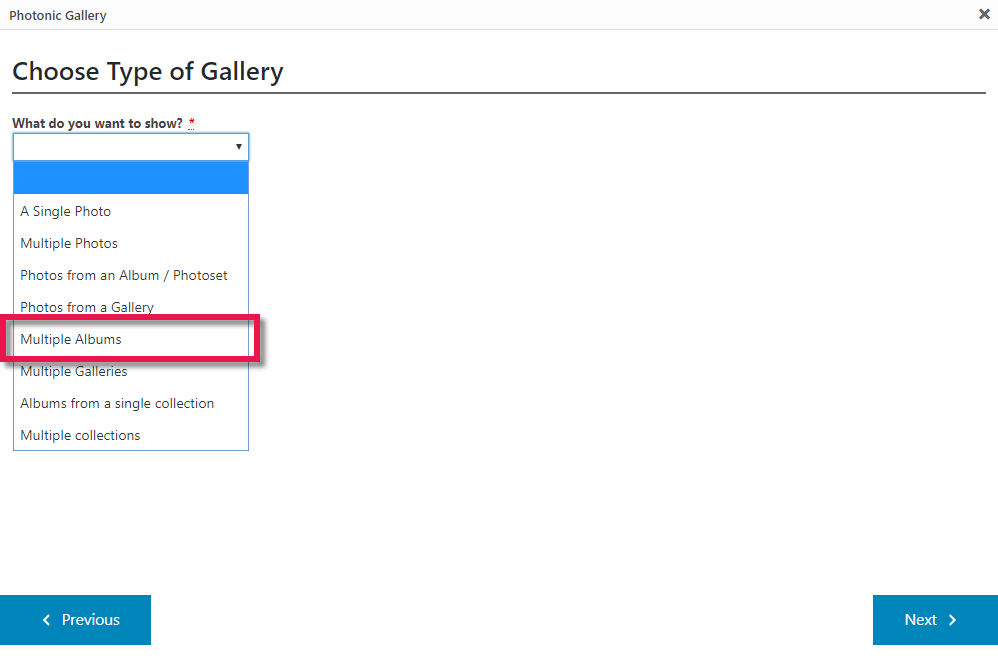 Photonic Gallery
Choose Type of Gallery
What do you want to show? *
A Single Photo
Multiple Photos
Photos from an Album / Photoset
Photos from a Gallery
Multiple Albums
Multiple Galleries
Albums from a single collection
Multiple collections
Previous
Next